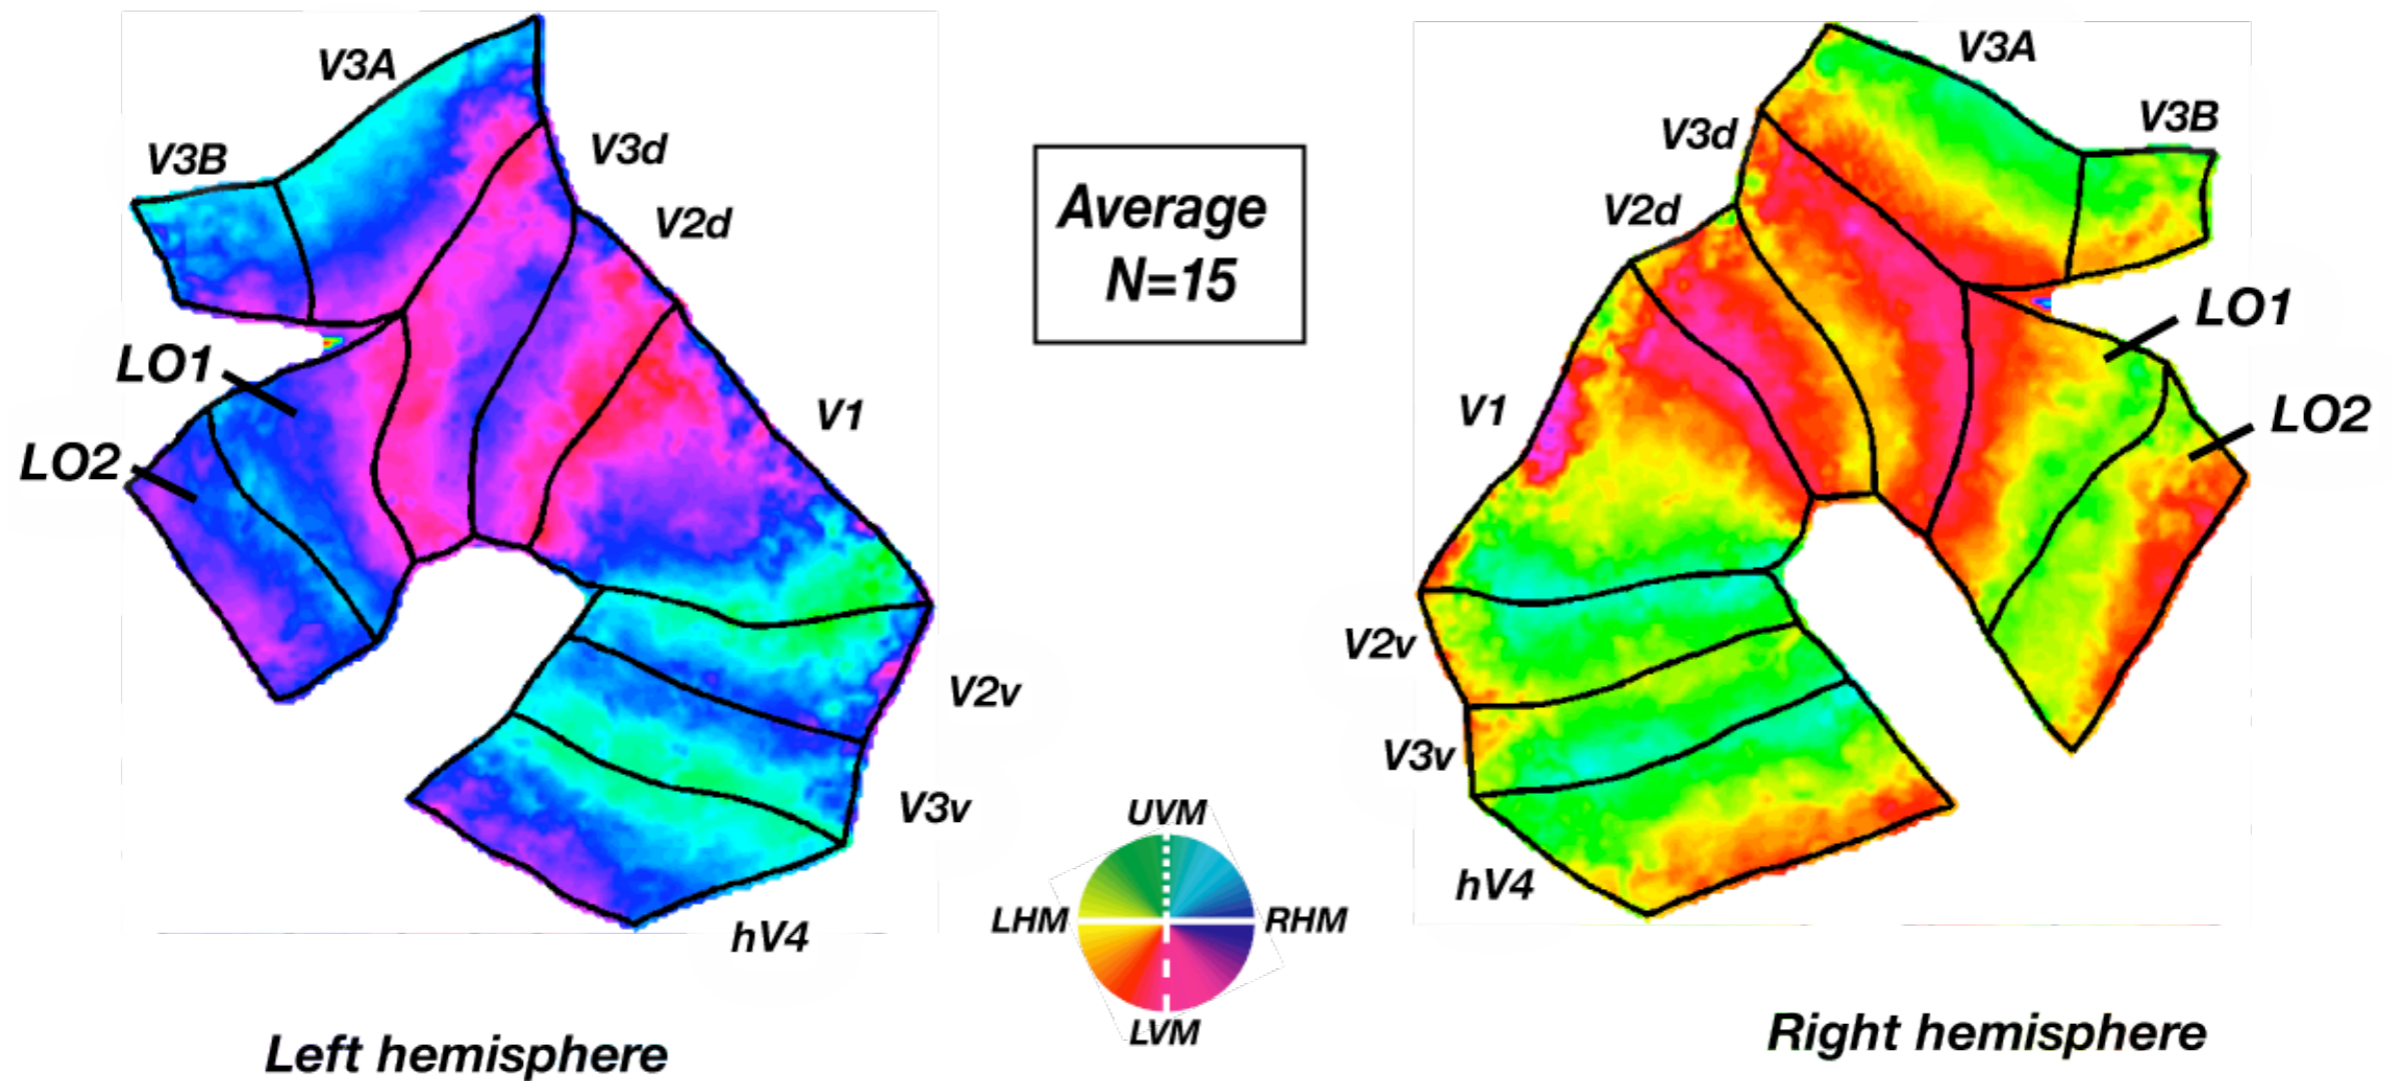 V3A
V3B
V3d
V2d
LO1
LO2
V1
V2v
V3v
hV4
Left hemisphere
Average
N=15
UVM
LHM
RHM
LVM
V3A
V3B
V3d
V2d
LO1
LO2
V1
V2v
V3v
hV4
Right hemisphere